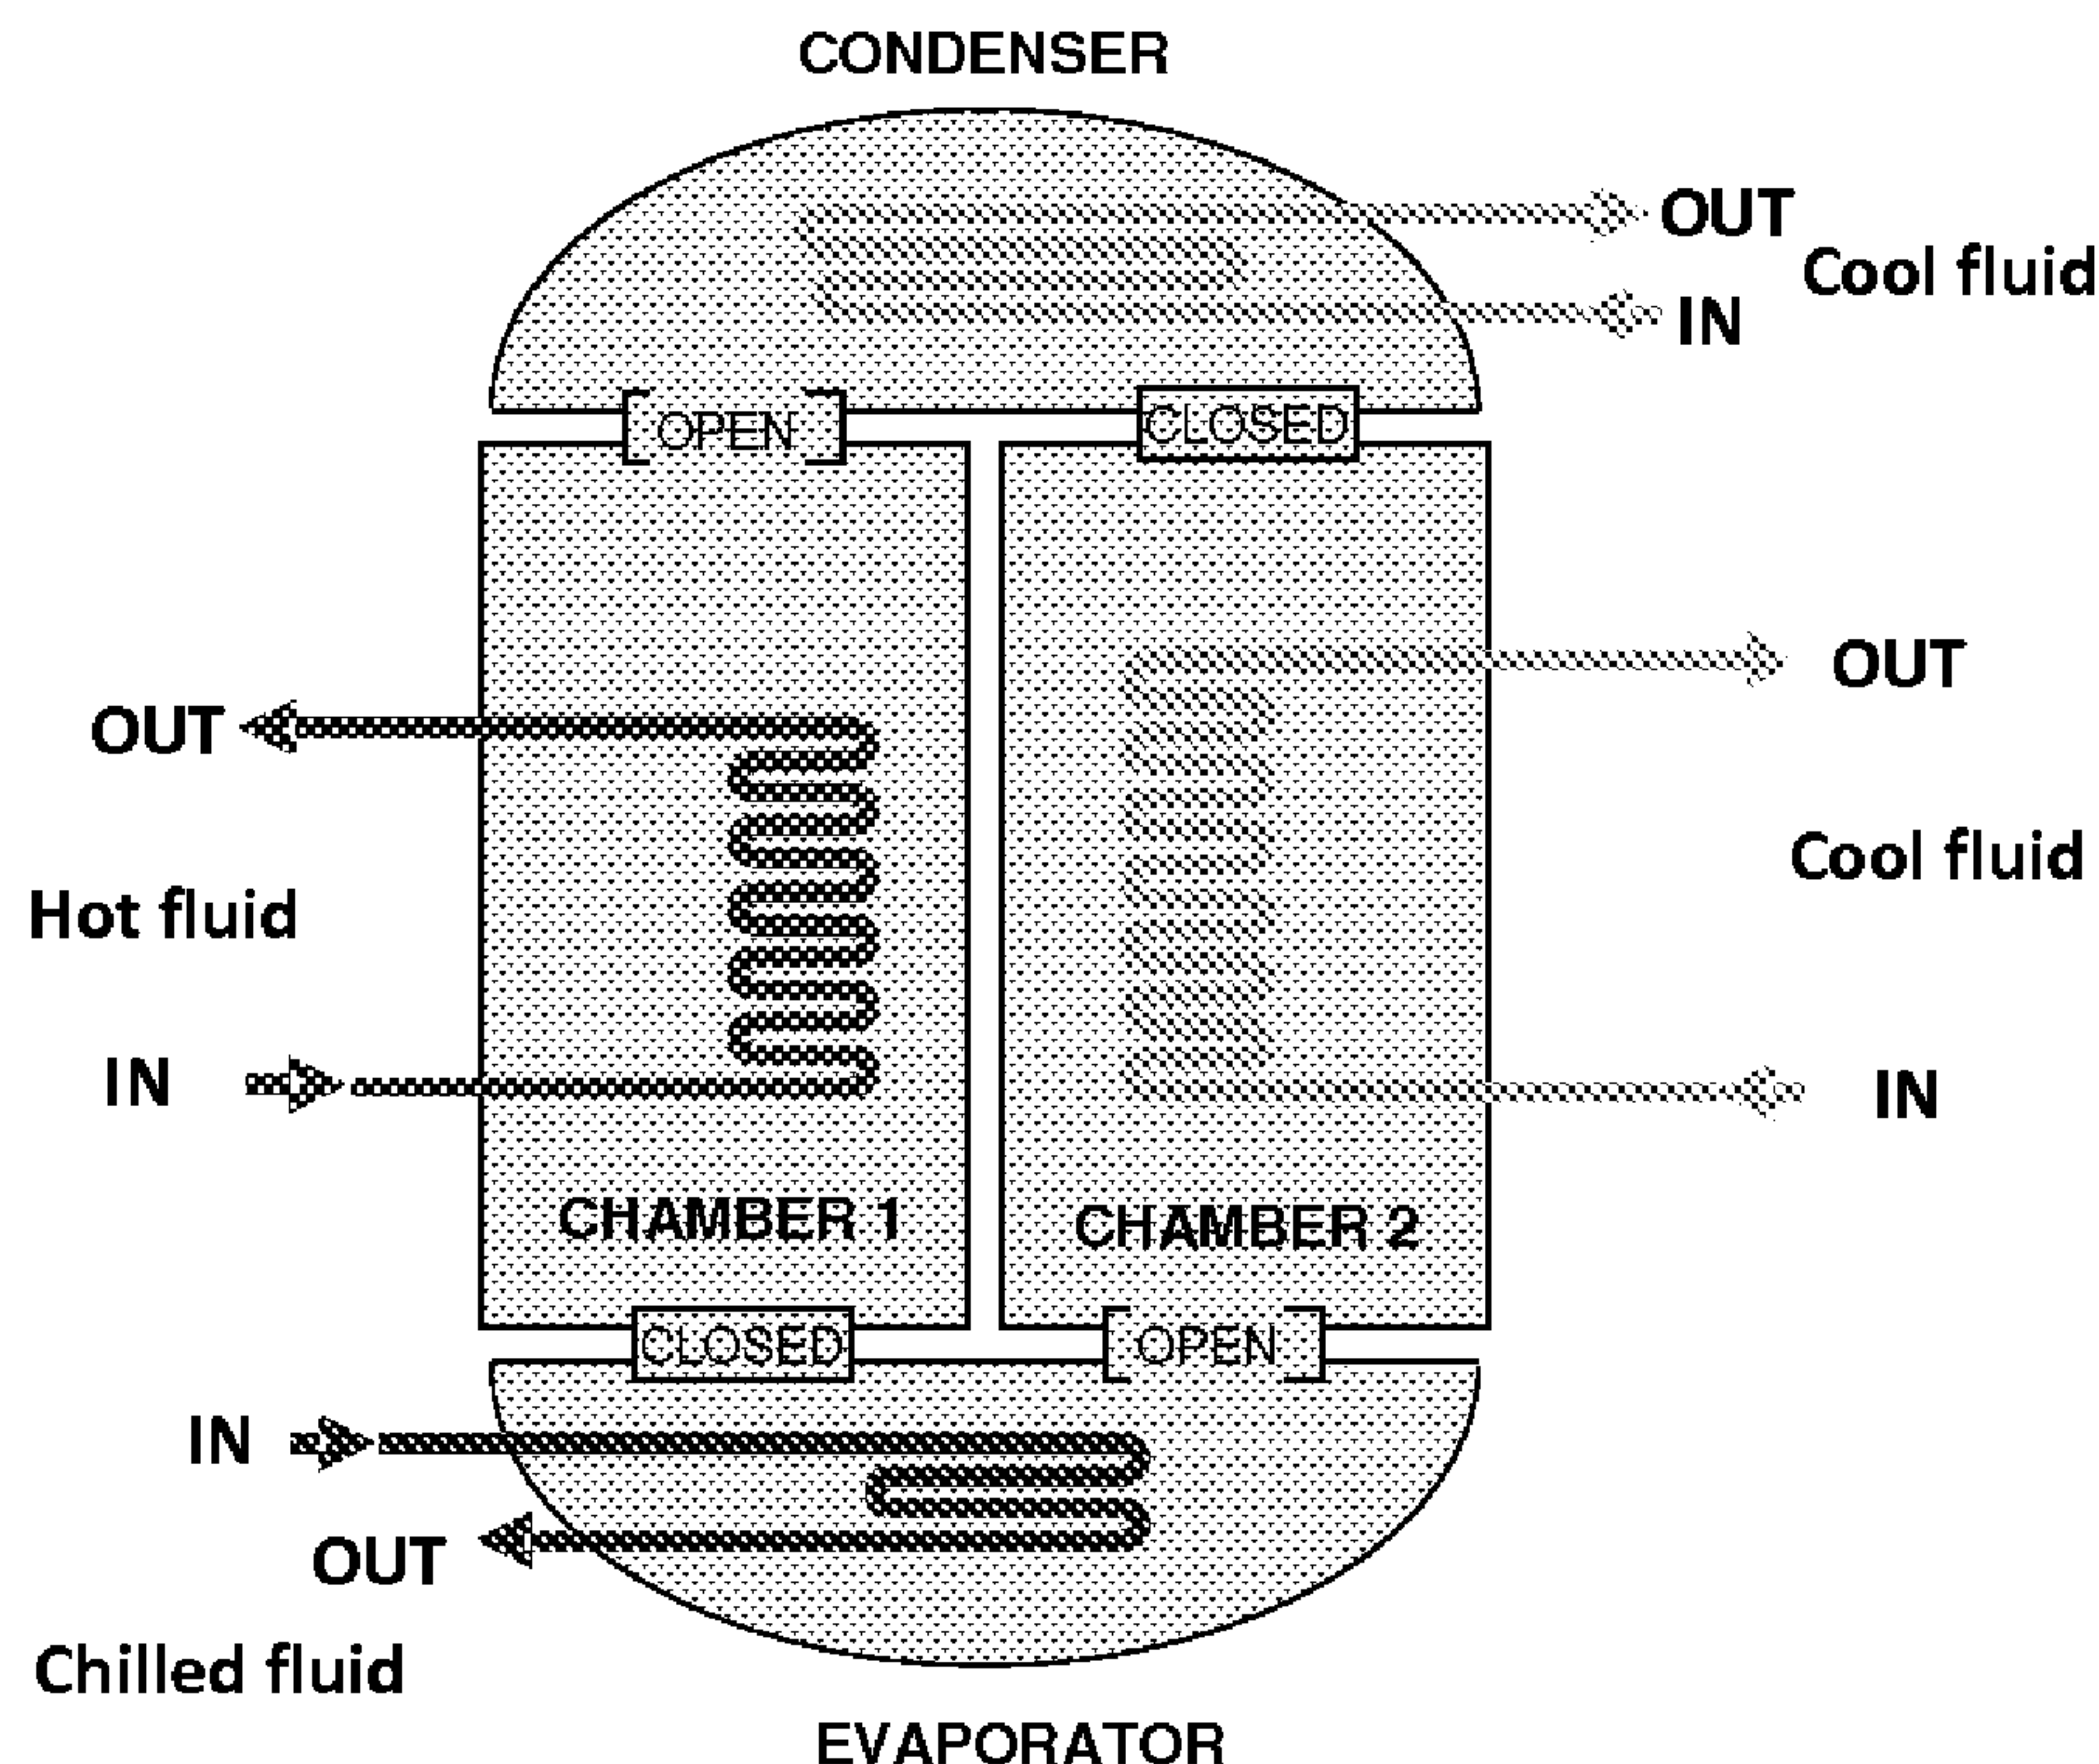 CONDENSER
OUT
Cool fluid
IN
OPEN
CLOSED
OUT
OUT
Cool fluid
Hot fluid
IN
IN
CHAMBER 1
CHAMBER 2
CLOSED
OPEN
IN
OUT
Chilled fluid
EVAPORATOR